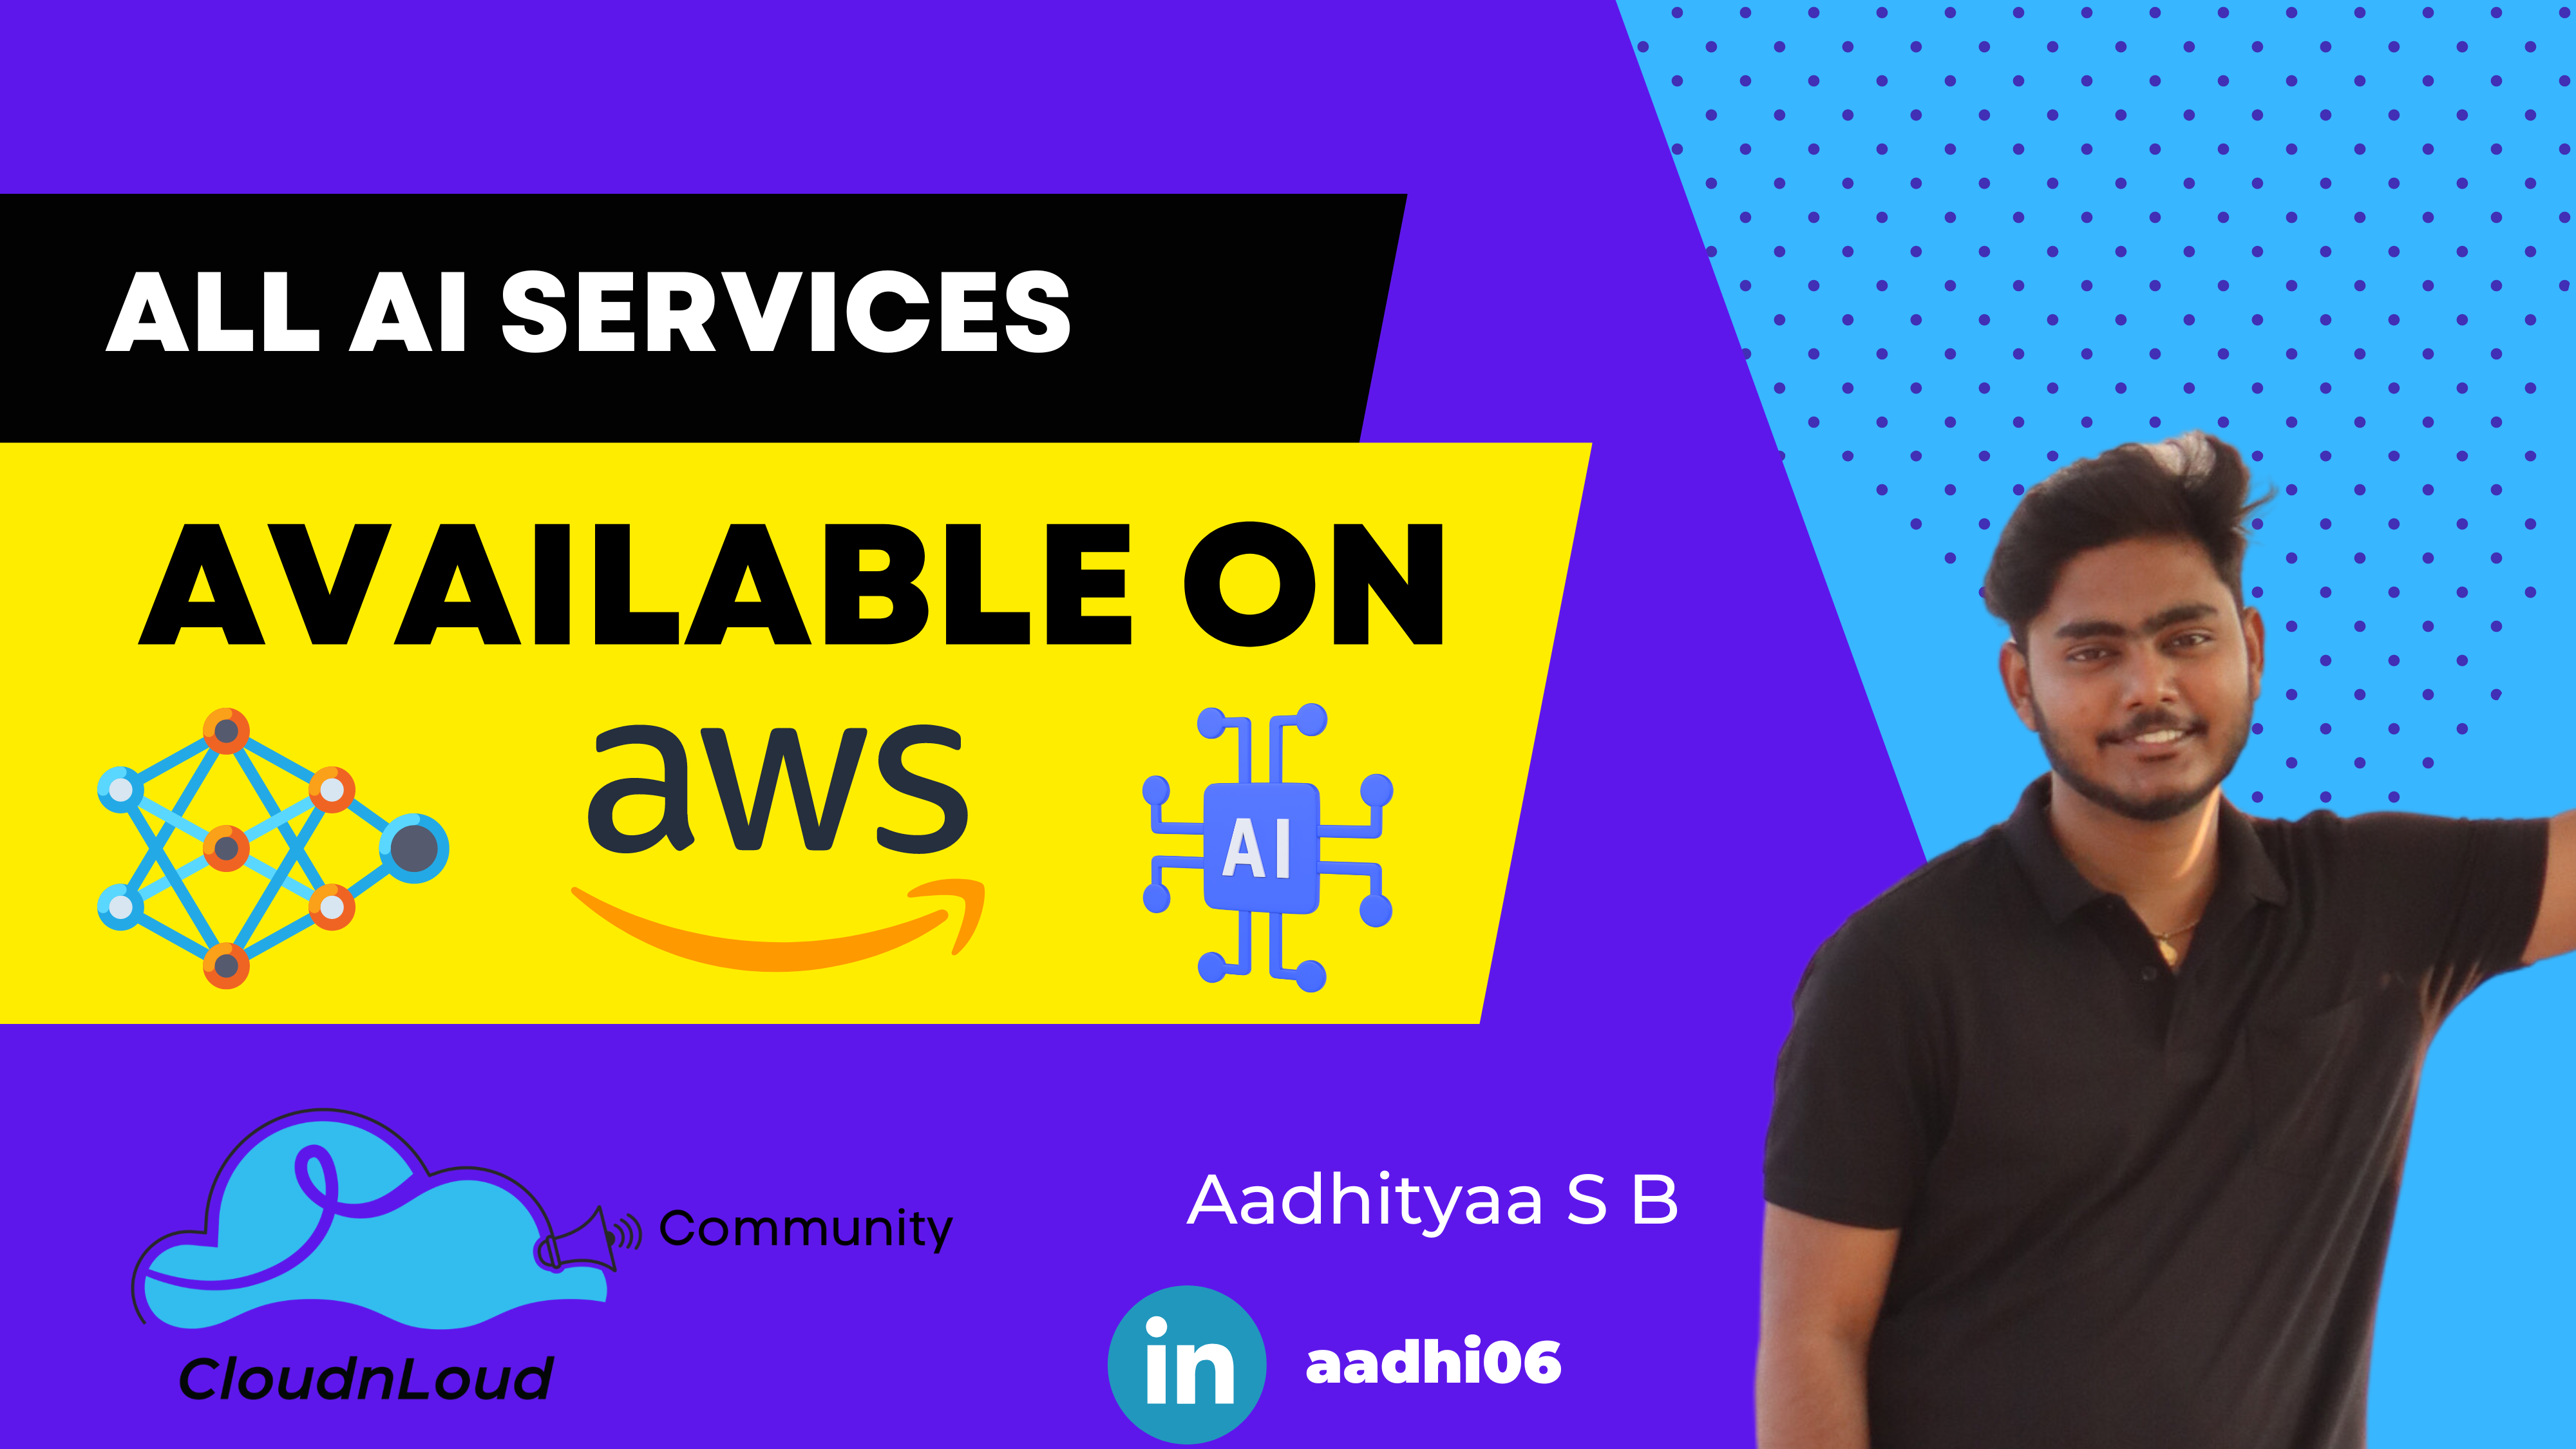 ALL AI SERVICES
AVAILABLE ON
aws
AI
Community
CloudnLoud
Aadhityaa S B
in
aadhi06